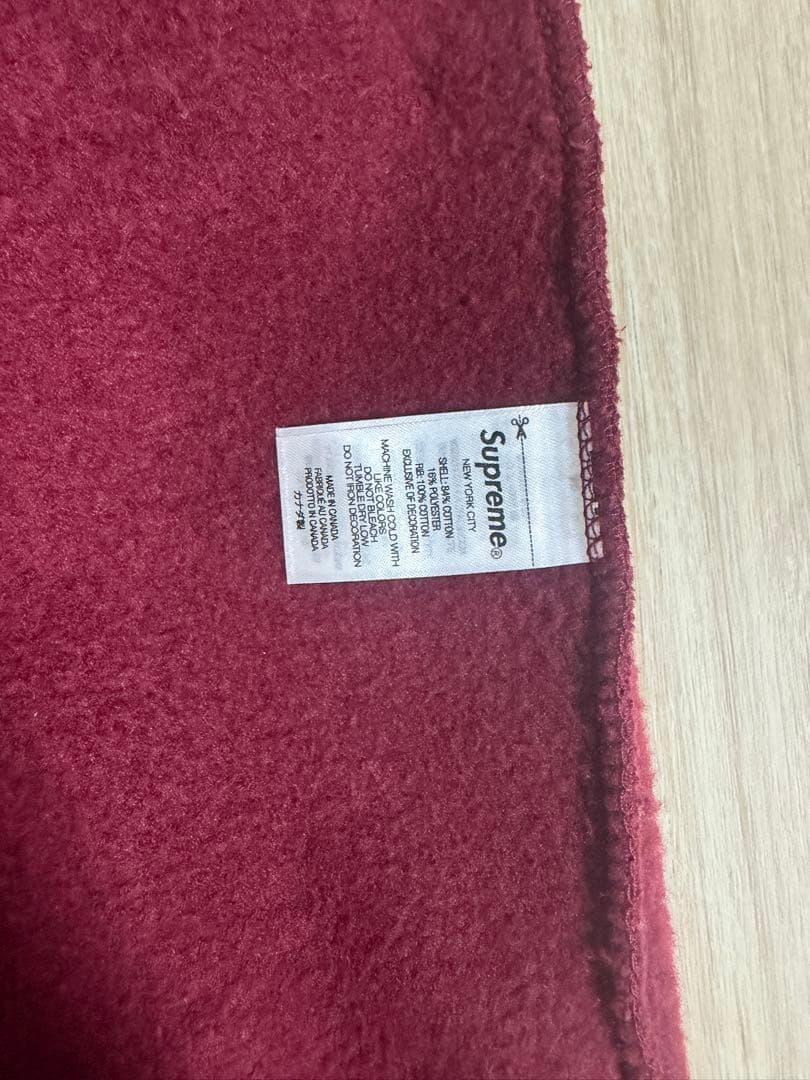 Supreme®
NEW YORK CITY
SHELL: 84% COTTON
16% POLYESTER
RIB: 100% COTTON
EXCLUSIVE OF DECORATION
MACHINE WASH COLD WITH
LIKE COLORS
DO NOT BLEACH
TUMBLE DRY LOW
DO NOT IRON DECORATION
MADE IN CANADA
FABRIQUÉ AU CANADA
PRODOTTO IN CANADA
カナダ製